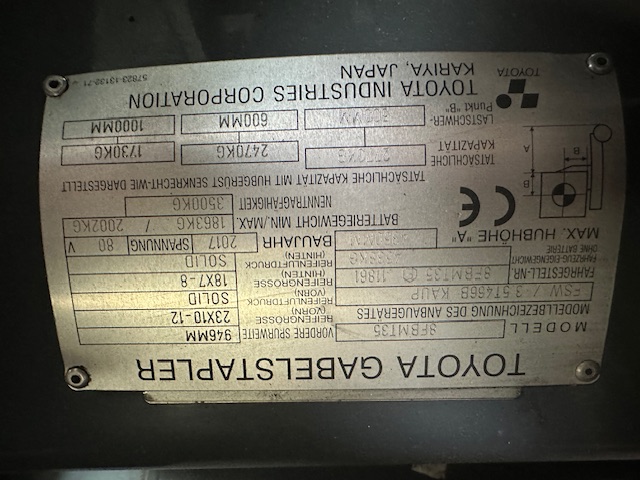 TOYOTA GABELSTAPLER
MODELL 8FBMT35
MODELLBEZEICHNUNG DES ANBAUGERÄTES
FSW / 3.5T466B KAUP
FAHRGESTELL-NR. 8FBMT35 11861
FAHRZEUG-EIGENGEWICHT
OHNE BATTERIE
MAX. HUBHÖHE "A"
VORDERE SPURWEITE 946MM
REIFENGRÖSSE (VORN) 23X10-12
REIFENLUFTDRUCK (VORN) SOLID
REIFENGRÖSSE (HINTEN) 18X7-8
REIFENLUFTDRUCK (HINTEN) SOLID
BAUJAHR 2017 SPANNUNG 80 V
BATTERIEGEWICHT MIN./MAX. 1863KG / 2002KG
NENNTRAGFÄHIGKEIT 3500KG
CE
A
B
B
TATSÄCHLICHE KAPAZITÄT MIT HUBGERÜST SENKRECHT-WIE DARGESTELLT
TATSÄCHLICHE KAPAZITÄT 2470KG 1730KG
LASTSCHWER-Punkt "B" 600MM 1000MM
TOYOTA
TOYOTA INDUSTRIES CORPORATION
KARIYA, JAPAN
57823-13132-71